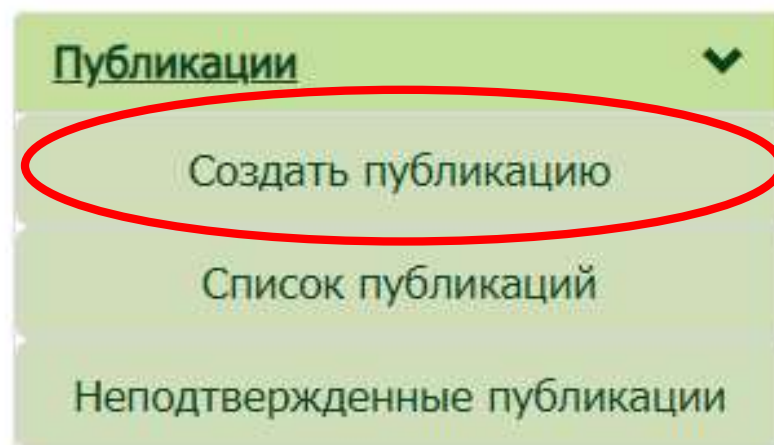 Публикации
Создать публикацию
Список публикаций
Неподтвержденные публикации